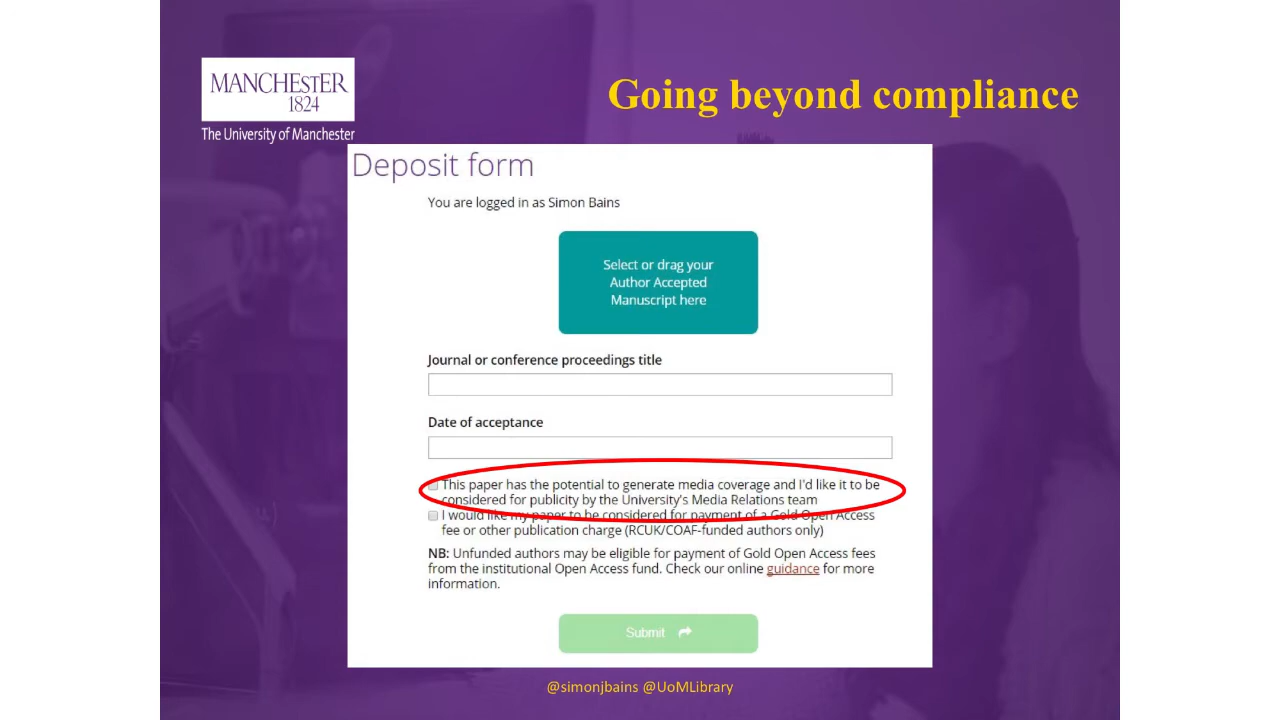 MANCHESTER
1824
The University of Manchester
Going beyond compliance
Deposit form
You are logged in as Simon Bains
Select or drag your
Author Accepted
Manuscript here
Journal or conference proceedings title
Date of acceptance
This paper has the potential to generate media coverage and I'd like it to be
considered for publicity by the University's Media Relations team
I would like my paper to be considered for payment of a Gold Open Access
fee or other publication charge (RCUK/COAF-funded authors only)
NB: Unfunded authors may be eligible for payment of Gold Open Access fees
from the institutional Open Access fund. Check our online guidance for more
information.
Submit
@simonjbains @UoMLibrary